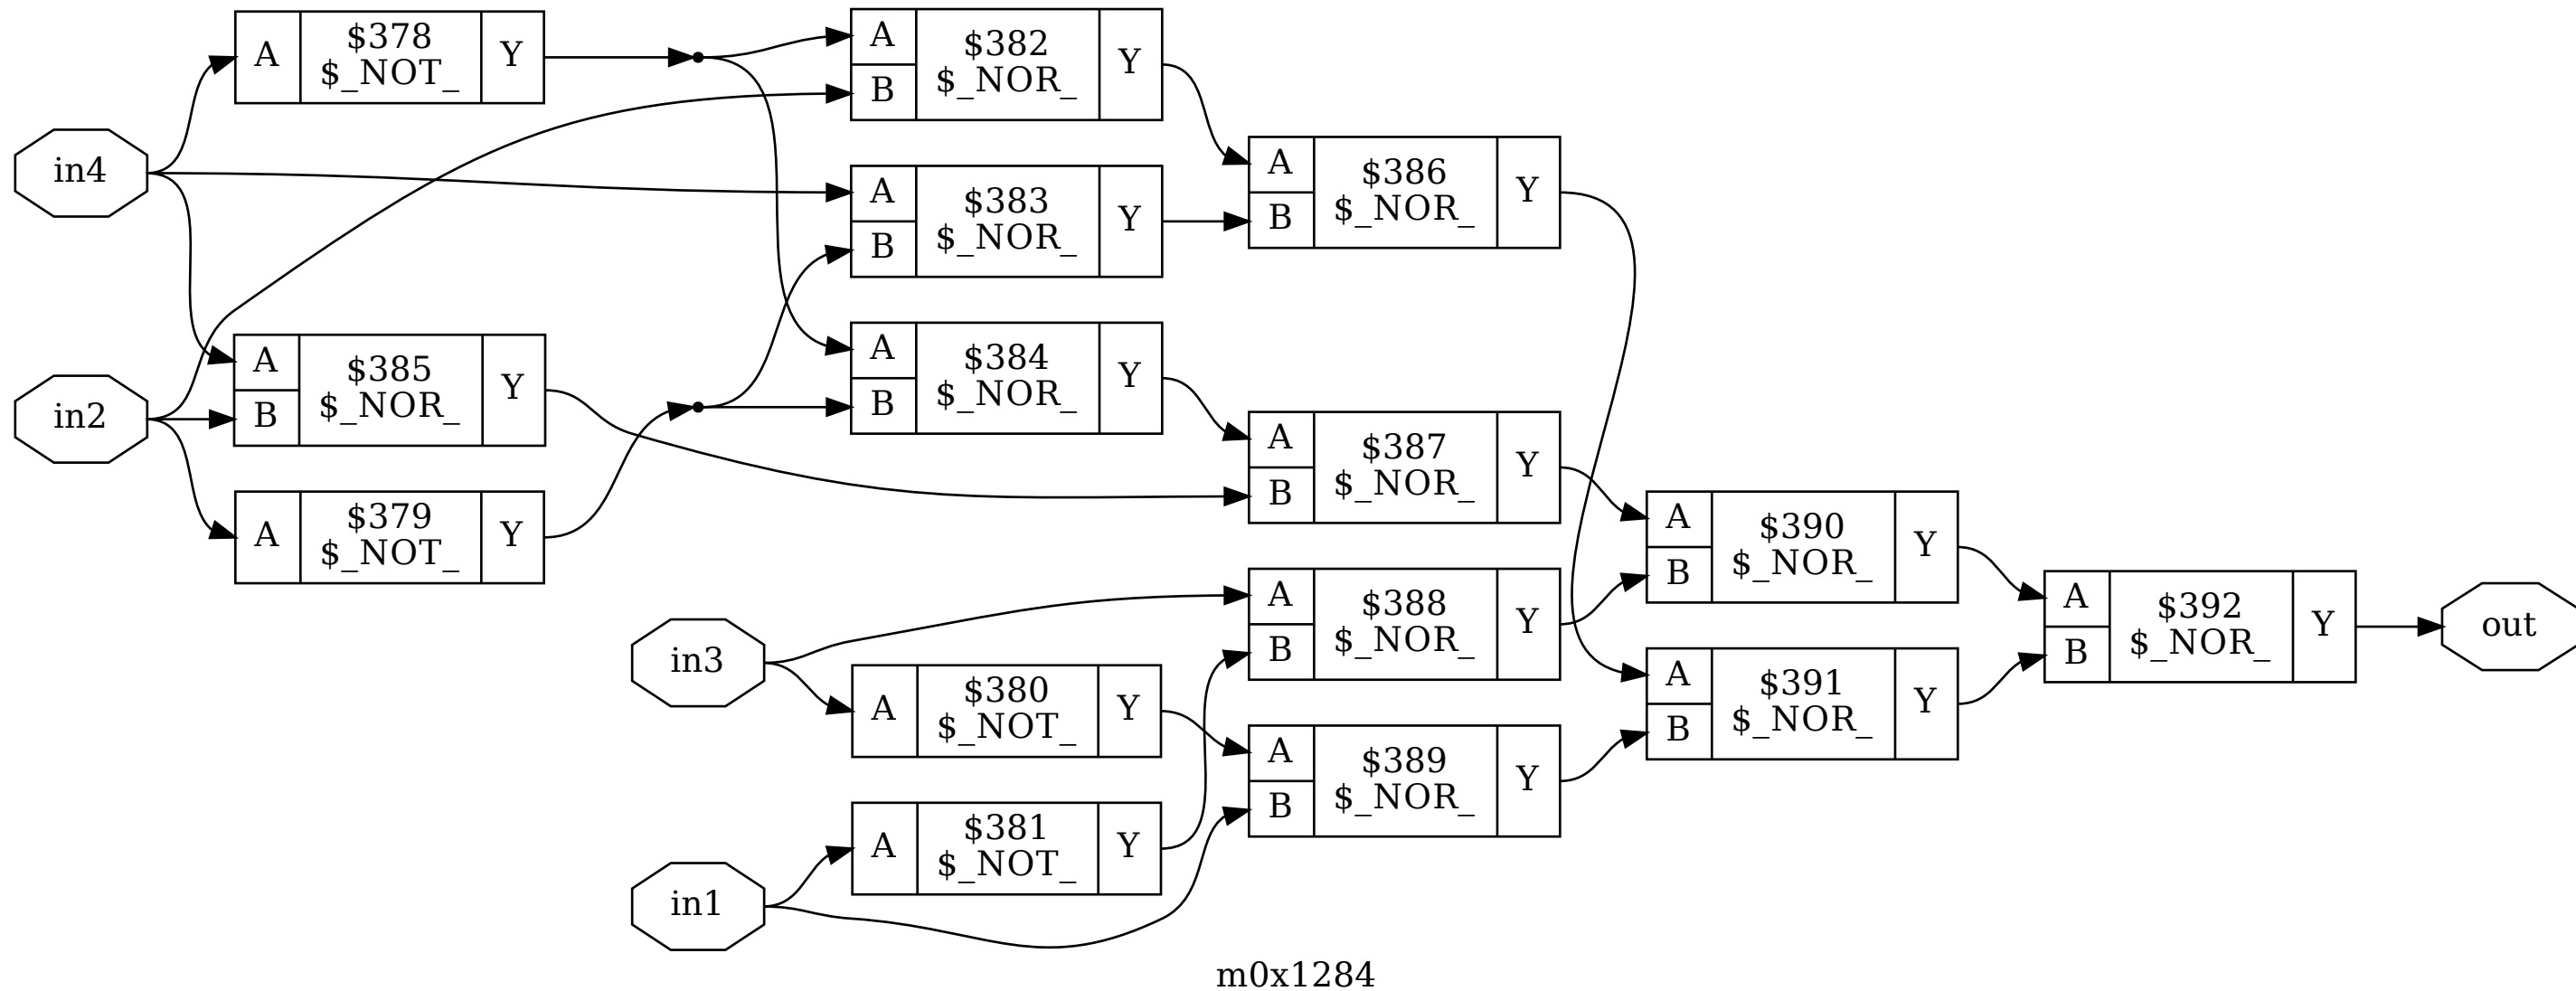 in4
in2
A
$378
$_NOT_
Y
A
B
$385
$_NOR_
Y
A
$379
$_NOT_
Y
in3
in1
A
B
$382
$_NOR_
Y
A
B
$383
$_NOR_
Y
A
B
$384
$_NOR_
Y
A
$380
$_NOT_
Y
A
$381
$_NOT_
Y
A
B
$386
$_NOR_
Y
A
B
$387
$_NOR_
Y
A
B
$388
$_NOR_
Y
A
B
$389
$_NOR_
Y
A
B
$390
$_NOR_
Y
A
B
$391
$_NOR_
Y
A
B
$392
$_NOR_
Y
out
m0x1284